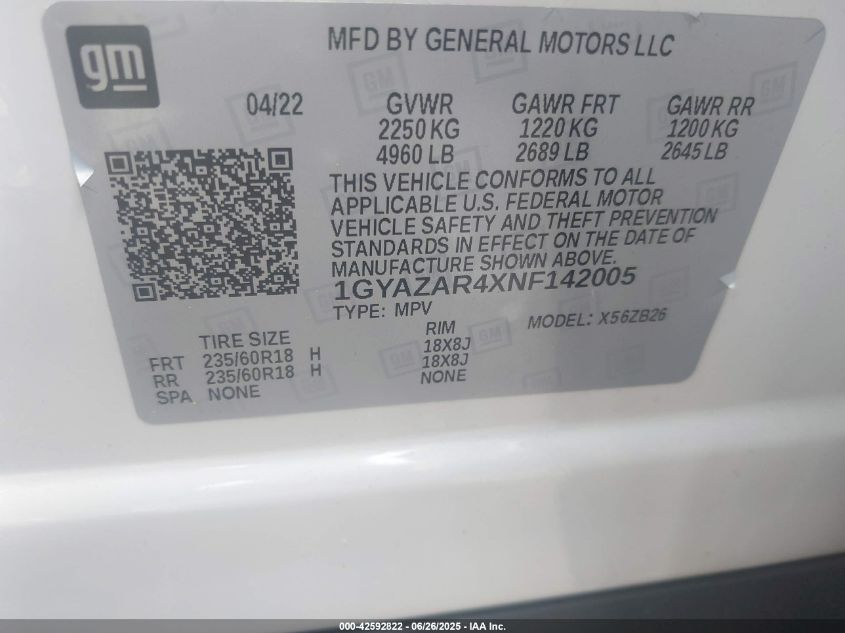 gm
MFD BY GENERAL MOTORS LLC
04/22 GVWR GAWR FRT GAWR RR
2250 KG 1220 KG 1200 KG
4960 LB 2689 LB 2645 LB
THIS VEHICLE CONFORMS TO ALL
APPLICABLE U.S. FEDERAL MOTOR
VEHICLE SAFETY AND THEFT PREVENTION
STANDARDS IN EFFECT ON THE DATE OF
MANUFACTURE SHOWN ABOVE.
1GYAZAR4XNF142005
TYPE: MPV MODEL: X56ZB26
TIRE SIZE RIM
FRT 235/60R18 H 18X8J
RR 235/60R18 H 18X8J
SPA NONE NONE
000-42592822 - 06/26/2025 - IAA Inc.